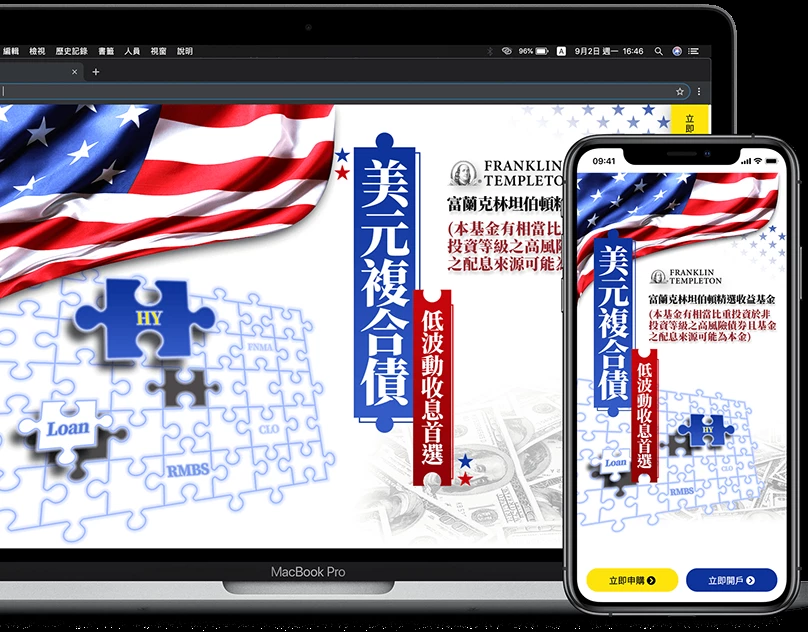 編輯 檢視 歷史記錄 書籤 人員 視窗 說明
96%
A
9月2日 週一 16:46
立即
美元複合債
低波動收息首選
FRANKLIN
TEMPLETON
富蘭克林坦伯頓精
(本基金有相當比
投資等級之高風險
之配息來源可能為
HY
Loan
FNMA
CLO
RMBS
MacBook Pro
09:41
美元複合債
低波動收息首選
FRANKLIN
TEMPLETON
富蘭克林坦伯頓精選收益基金
(本基金有相當比重投資於非
投資等級之高風險債券且基金
之配息來源可能為本金)
HY
Loan
RMBS
立即申購
立即開戶